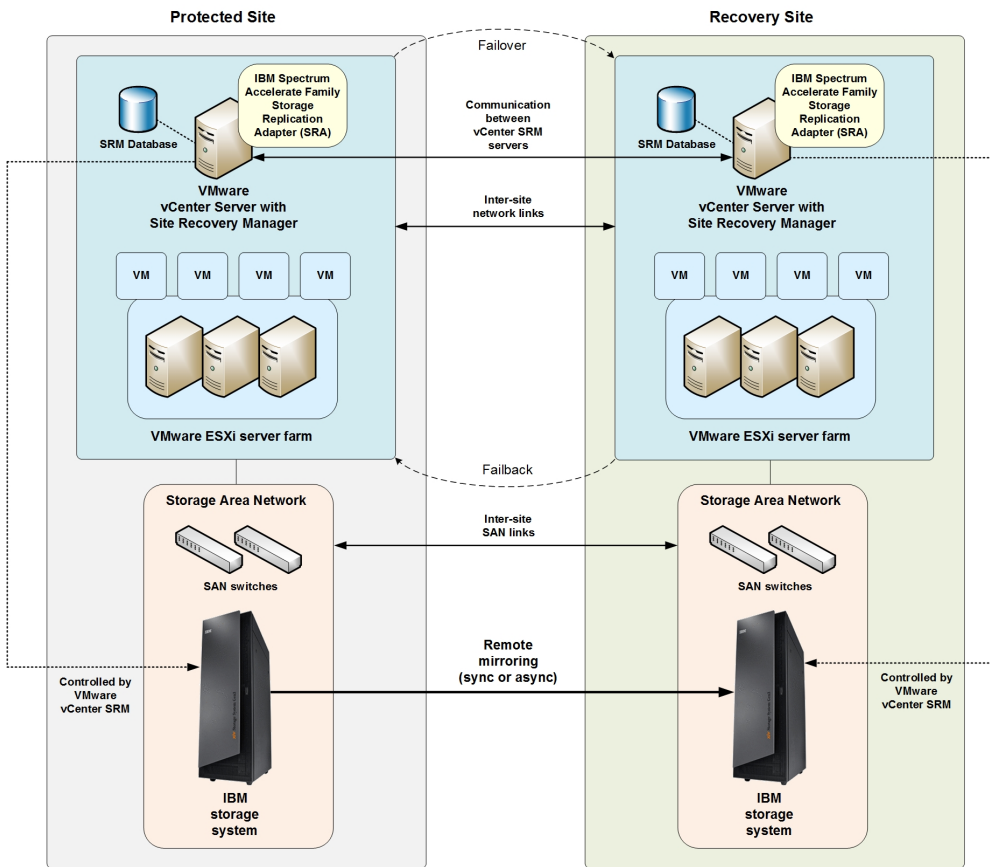 Protected Site
Recovery Site
Failover
IBM Spectrum
Accelerate Family
Storage
Replication
Adapter (SRA)
SRM Database
VMware
vCenter Server with
Site Recovery Manager
Communication
between
vCenter SRM
servers
IBM Spectrum
Accelerate Family
Storage
Replication
Adapter (SRA)
SRM Database
VMware
vCenter Server with
Site Recovery Manager
Inter-site
network links
VM
VM
VM
VM
VMware ESXi server farm
VM
VM
VM
VM
VMware ESXi server farm
Failback
Storage Area Network
SAN switches
Inter-site
SAN links
Storage Area Network
SAN switches
Remote
mirroring
(sync or async)
Controlled by
VMware
vCenter SRM
IBM
storage
system
Controlled by
VMware
vCenter SRM
IBM
storage
system